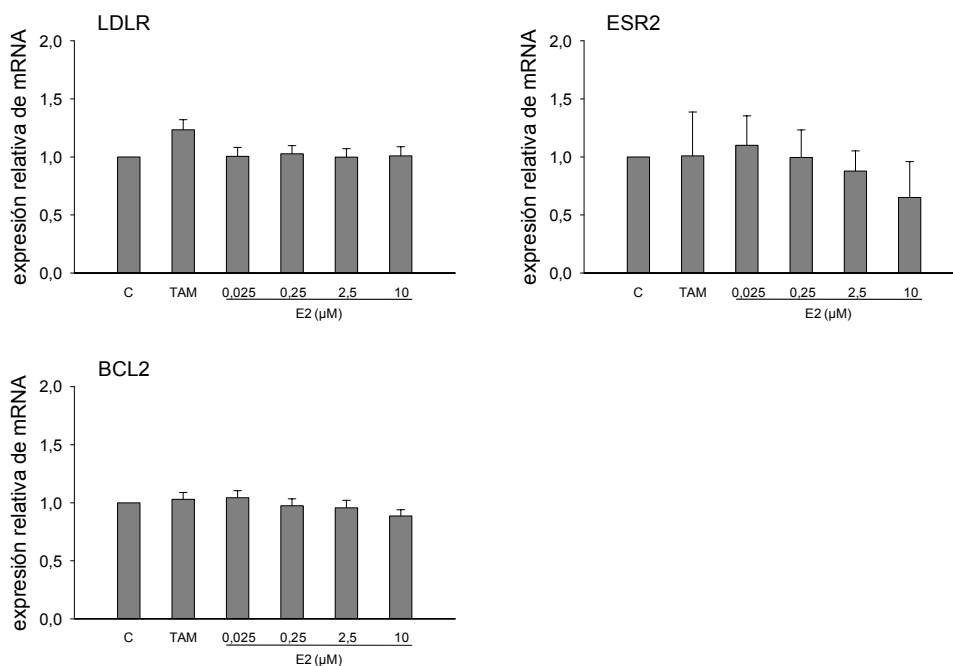 LDLR
expresión relativa de mRNA
2,0
1,5
1,0
0,5
0,0
C TAM 0,025 0,25 2,5 10
E2 (µM)
ESR2
expresión relativa de mRNA
2,0
1,5
1,0
0,5
0,0
C TAM 0,025 0,25 2,5 10
E2 (µM)
BCL2
expresión relativa de mRNA
2,0
1,5
1,0
0,5
0,0
C TAM 0,025 0,25 2,5 10
E2 (µM)